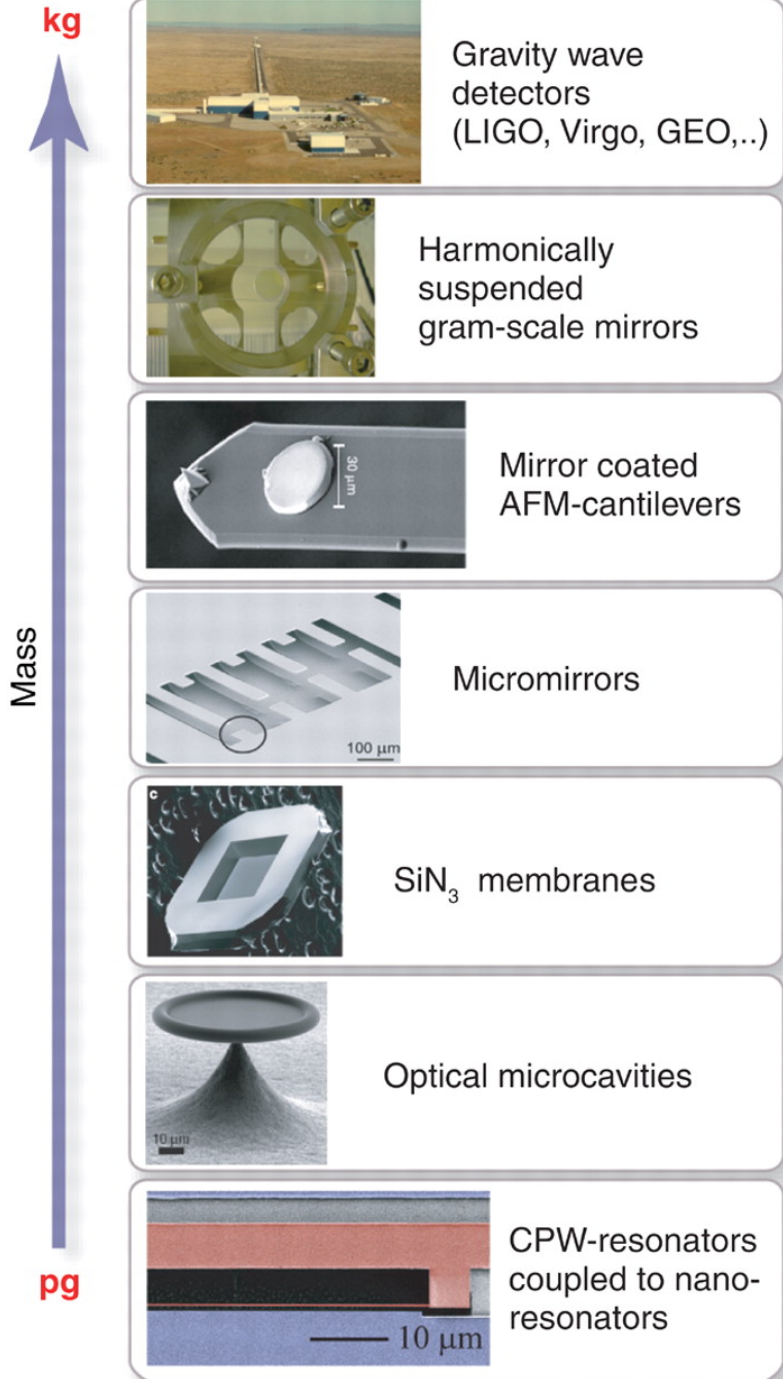 kg
Gravity wave
detectors
(LIGO, Virgo, GEO,..)
Harmonically
suspended
gram-scale mirrors
30 μm
Mirror coated
AFM-cantilevers
Mass
100 μm
Micromirrors
c
SiN3 membranes
10 μm
Optical microcavities
pg
CPW-resonators
coupled to nano-
resonators
10 μm